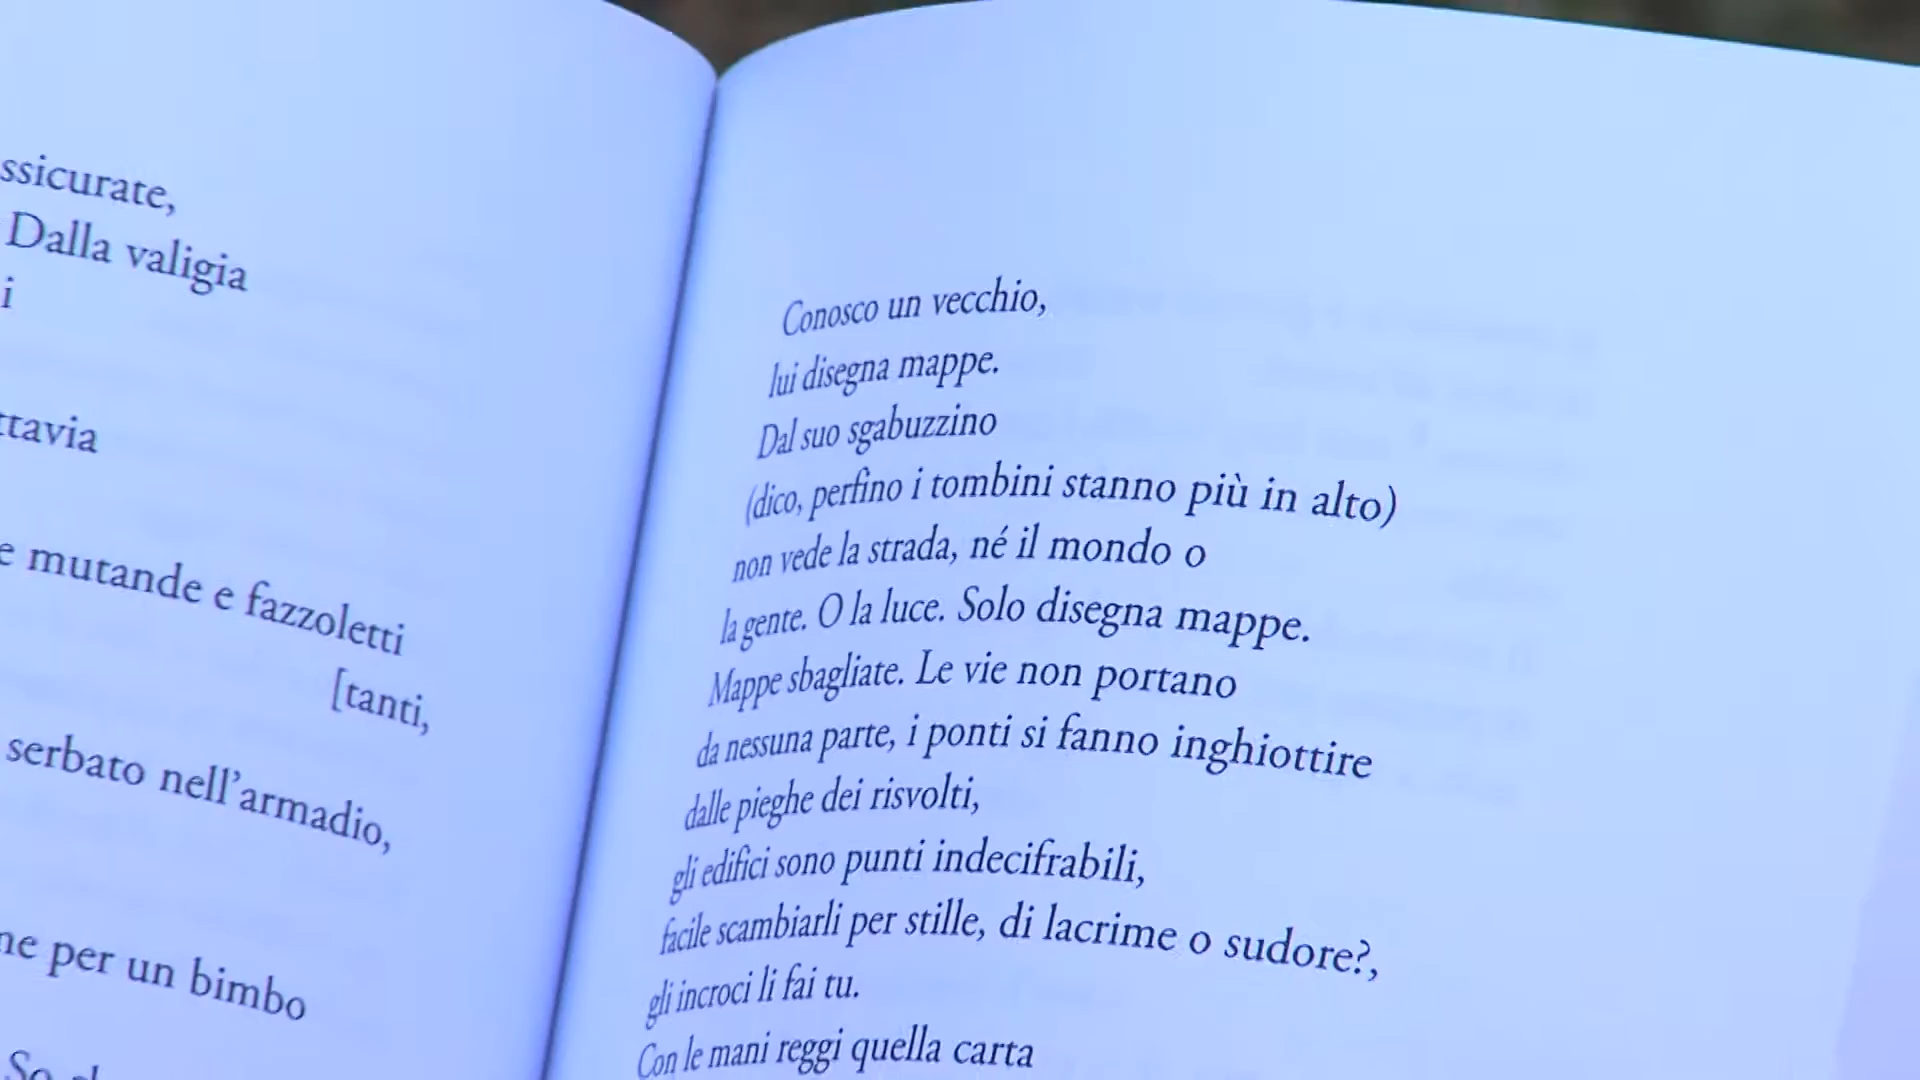 ssicurate,
Dalla valigia
i
ttavia
e mutande e fazzoletti
[tanti,
serbato nell'armadio,
ne per un bimbo
Conosco un vecchio,
lui disegna mappe.
Dal suo sgabuzzino
(dico, perfino i tombini stanno più in alto)
non vede la strada, né il mondo o
la gente. O la luce. Solo disegna mappe.
Mappe sbagliate. Le vie non portano
da nessuna parte, i ponti si fanno inghiottire
dalle pieghe dei risvolti,
gli edifici sono punti indecifrabili,
facile scambiarli per stille, di lacrime o sudore?,
gli incroci li fai tu.
Con le mani reggi quella carta